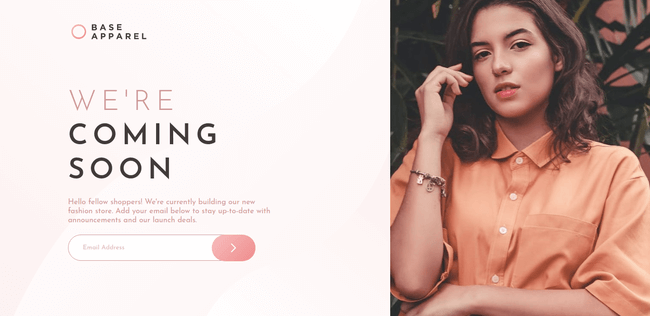 BASE
APPAREL
WE'RE
COMING
SOON
Hello fellow shoppers! We're currently building our new
fashion store. Add your email below to stay up-to-date with
announcements and our launch deals.
Email Address